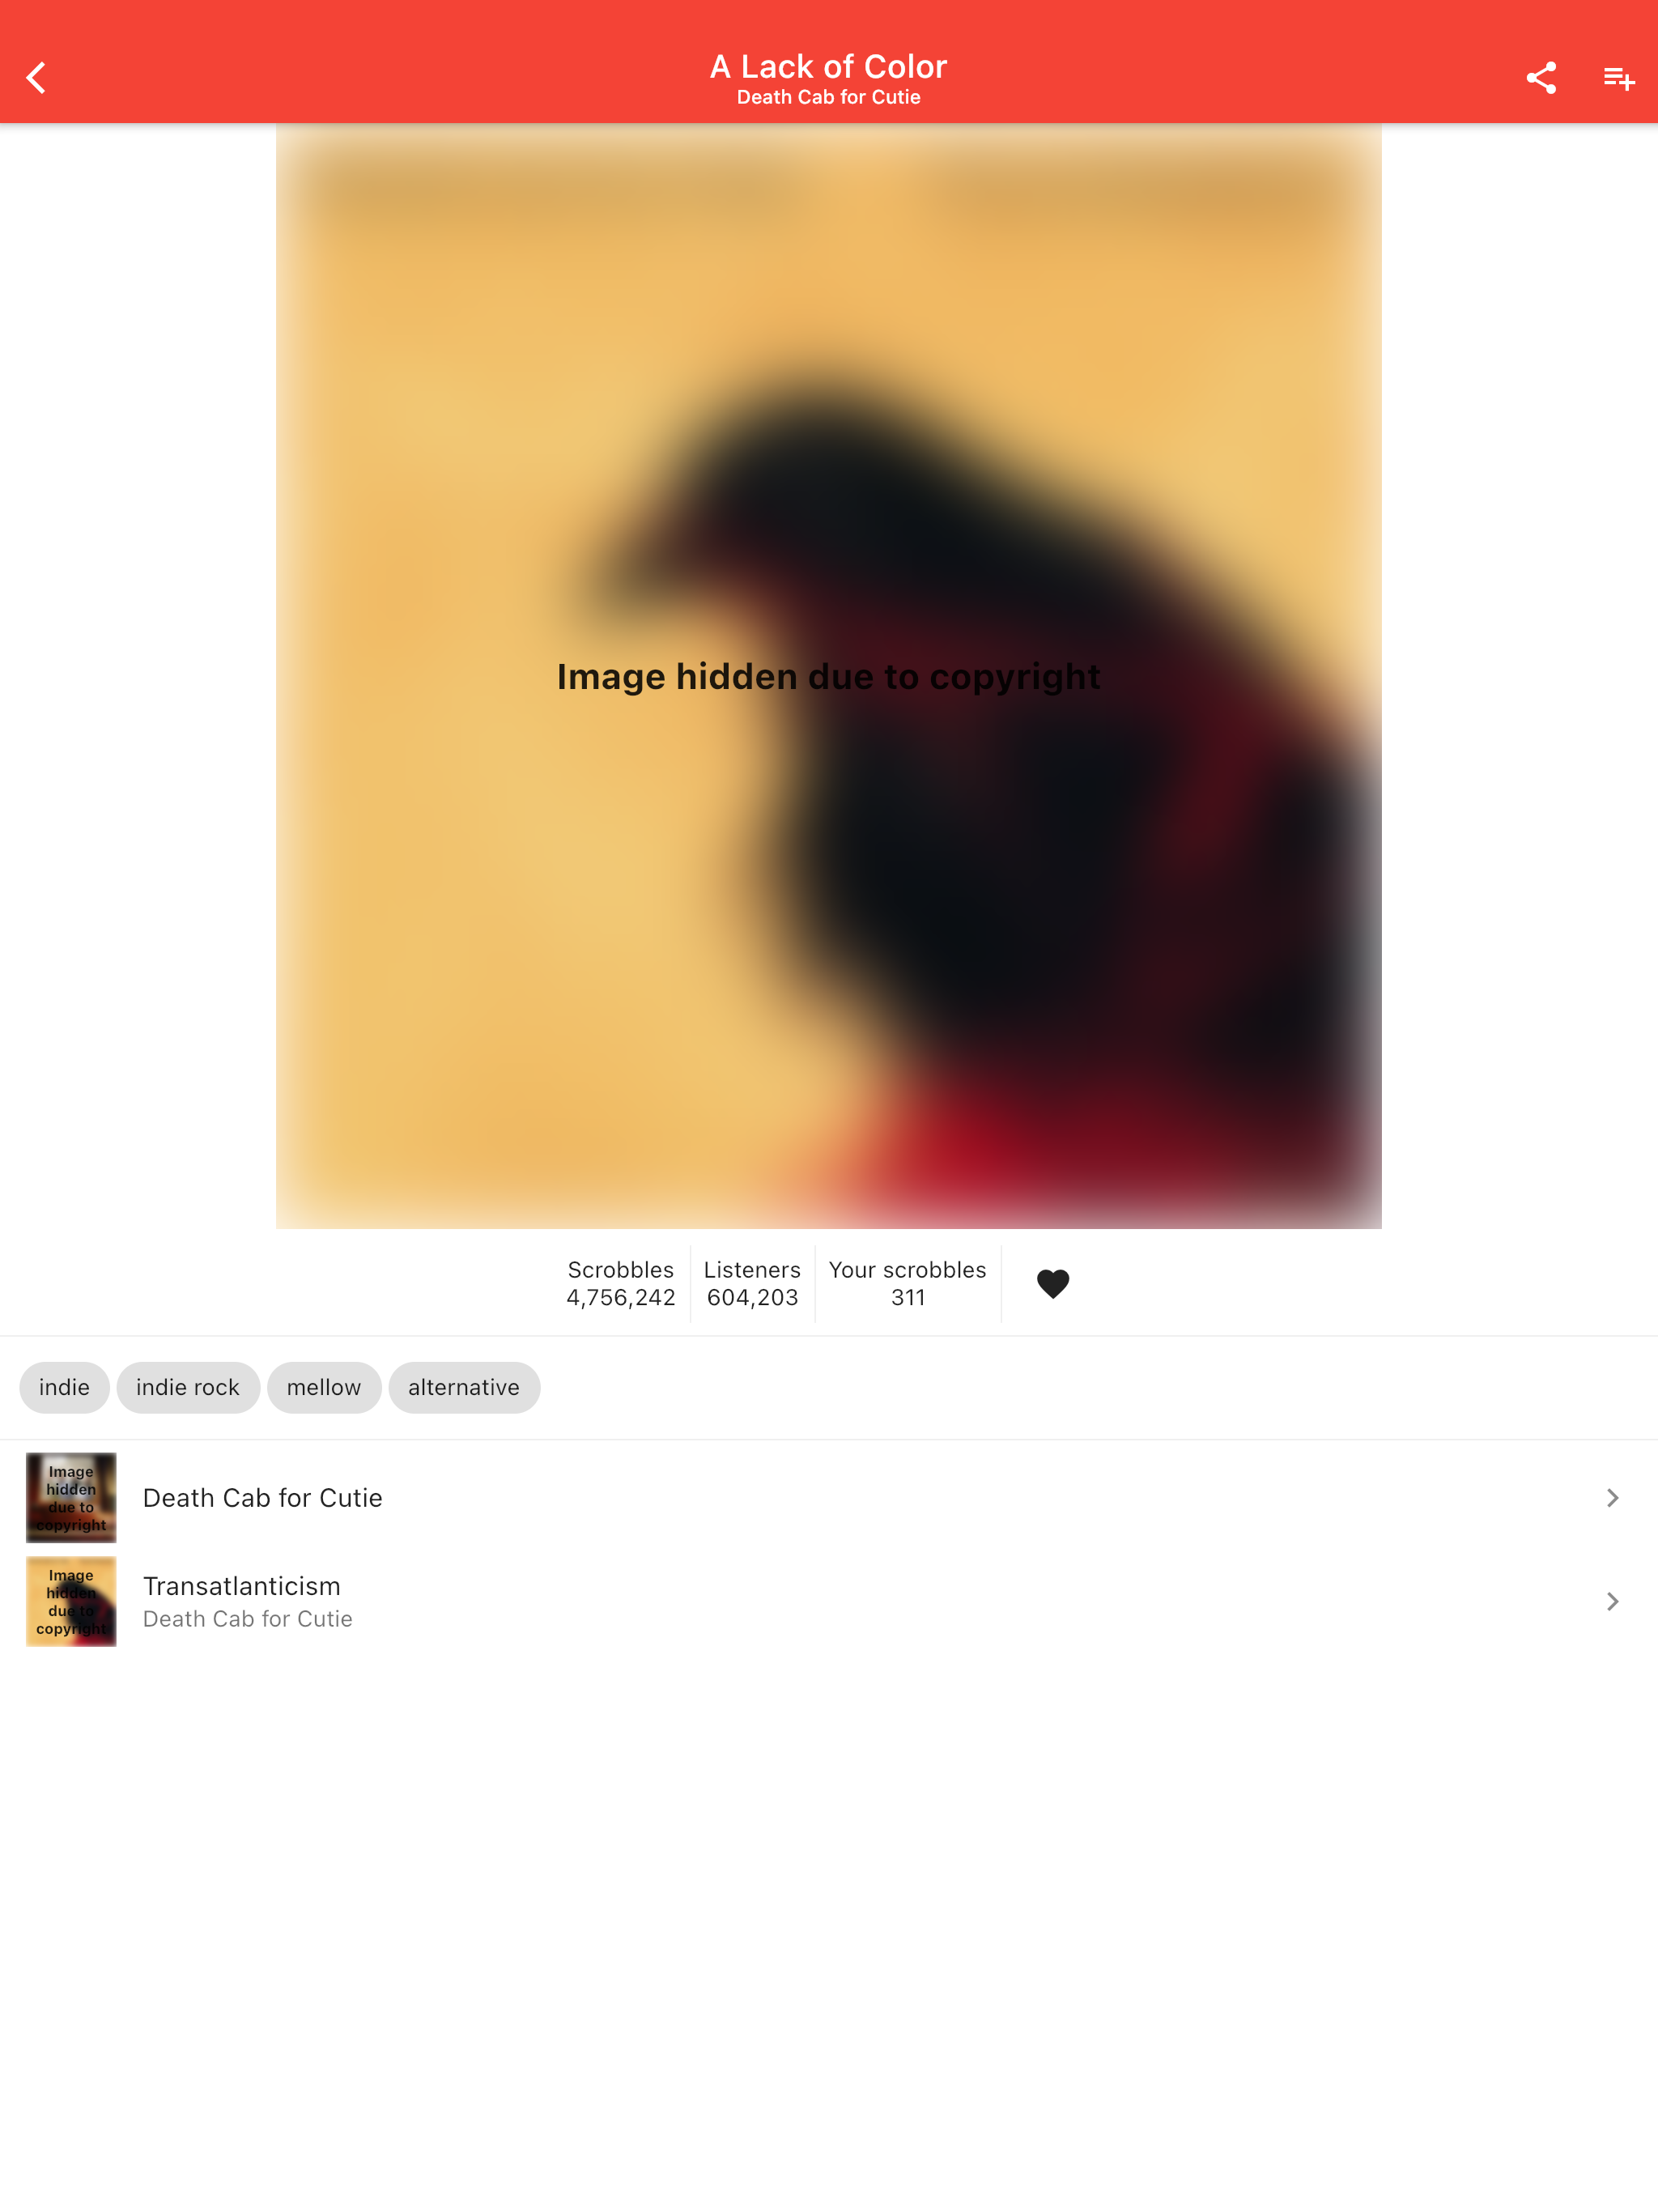 A Lack of Color
Death Cab for Cutie
Image hidden due to copyright
Scrobbles
4,756,242
Listeners
604,203
Your scrobbles
311
indie
indie rock
mellow
alternative
Image
hidden
due to
copyright
Death Cab for Cutie
Image
hidden
due to
copyright
Transatlanticism
Death Cab for Cutie